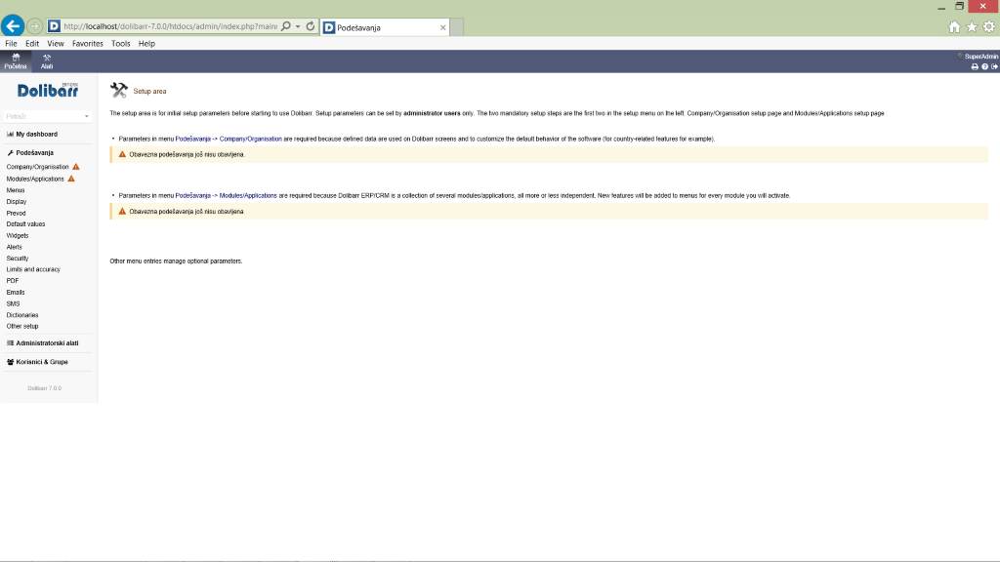 http://localhost/dolibarr-7.0.0/htdocs/admin/index.php?main
Podešavanja
File Edit View Favorites Tools Help
Početna
Alati
SuperAdmin
Dolibarr
ERP/CRM
Potraži
My dashboard
Podešavanja
Company/Organisation
Modules/Applications
Menus
Display
Prevod
Default values
Widgets
Alerts
Security
Limits and accuracy
PDF
Emails
SMS
Dictionaries
Other setup
Administratorski alati
Korisnici & Grupe
Dolibarr 7.0.0
Setup area
The setup area is for initial setup parameters before starting to use Dolibarr. Setup parameters can be set by administrator users only. The two mandatory setup steps are the first two in the setup menu on the left: Company/Organisation setup page and Modules/Applications setup page
• Parameters in menu Podešavanja -> Company/Organisation are required because defined data are used on Dolibarr screens and to customize the default behavior of the software (for country-related features for example).
Obavezna podešavanja još nisu obavljena.
• Parameters in menu Podešavanja -> Modules/Applications are required because Dolibarr ERP/CRM is a collection of several modules/applications, all more or less independent. New features will be added to menus for every module you will activate.
Obavezna podešavanja još nisu obavljena.
Other menu entries manage optional parameters.